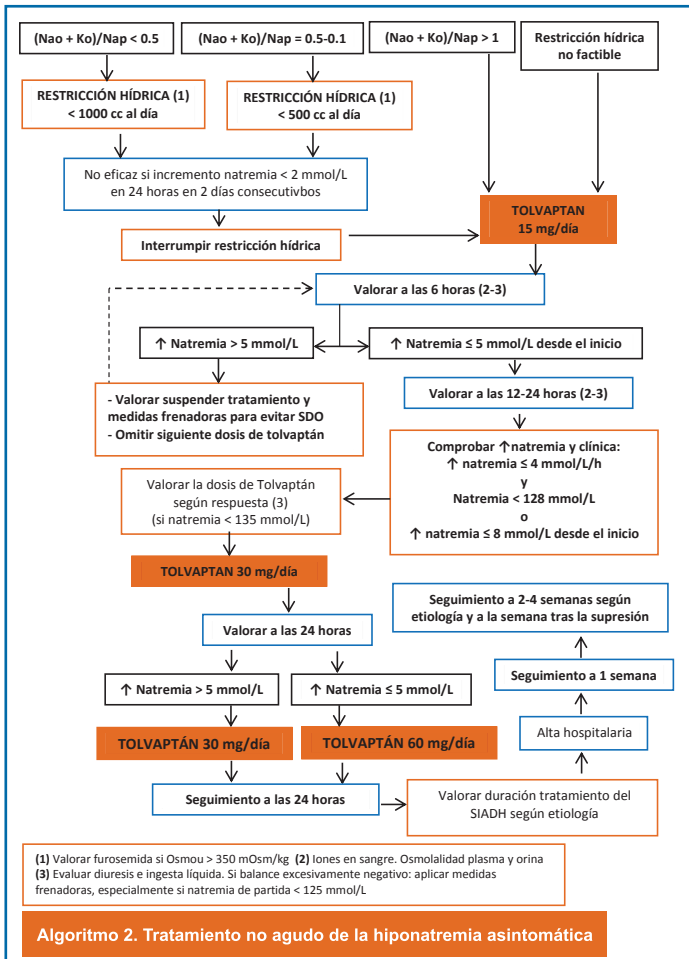 (Nao + Ko)/Nap < 0.5
(Nao + Ko)/Nap = 0.5-0.1
(Nao + Ko)/Nap > 1
Restricción hídrica
no factible
RESTRICCIÓN HÍDRICA (1)
< 1000 cc al día
RESTRICCIÓN HÍDRICA (1)
< 500 cc al día
No eficaz si incremento natremia < 2 mmol/L
en 24 horas en 2 días consecutivbos
Interrumpir restricción hídrica
TOLVAPTAN
15 mg/día
Valorar a las 6 horas (2-3)
↑ Natremia > 5 mmol/L
↑ Natremia ≤ 5 mmol/L desde el inicio
- Valorar suspender tratamiento y
medidas frenadoras para evitar SDO
- Omitir siguiente dosis de tolvaptán
Valorar a las 12-24 horas (2-3)
Comprobar ↑natremia y clínica:
↑ natremia ≤ 4 mmol/L/h
y
Natremia < 128 mmol/L
o
↑ natremia ≤ 8 mmol/L desde el inicio
Valorar la dosis de Tolvaptán
según respuesta (3)
(si natremia < 135 mmol/L)
TOLVAPTAN 30 mg/día
Valorar a las 24 horas
↑ Natremia > 5 mmol/L
↑ Natremia ≤ 5 mmol/L
TOLVAPTÁN 30 mg/día
TOLVAPTÁN 60 mg/día
Seguimiento a las 24 horas
Valorar duración tratamiento del
SIADH según etiología
Alta hospitalaria
Seguimiento a 1 semana
Seguimiento a 2-4 semanas según
etiología y a la semana tras la supresión
(1) Valorar furosemida si Osmou > 350 mOsm/kg (2) Iones en sangre. Osmolalidad plasma y orina
(3) Evaluar diuresis e ingesta líquida. Si balance excesivamente negativo: aplicar medidas
frenadoras, especialmente si natremia de partida < 125 mmol/L
Algoritmo 2. Tratamiento no agudo de la hiponatremia asintomática